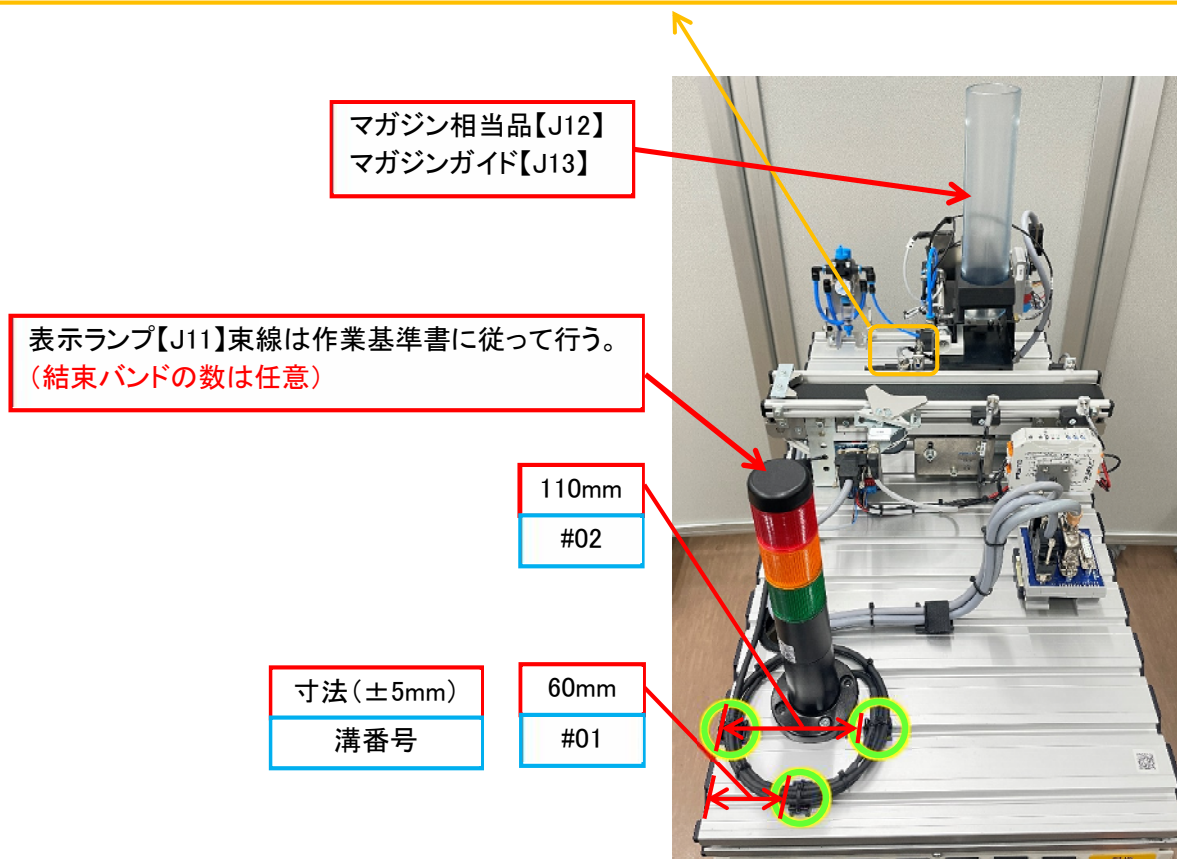 マガジン相当品【J12】
マガジンガイド【J13】
表示ランプ【J11】束線は作業基準書に従って行う。
(結束バンドの数は任意)
110mm
#02
寸法(±5mm)
60mm
溝番号
#01